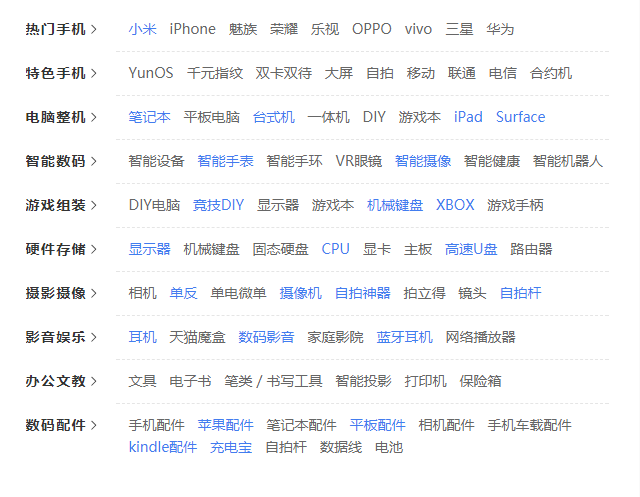 热门手机 > 小米 iPhone 魅族 荣耀 乐视 OPPO vivo 三星 华为
特色手机 > YunOS 千元指纹 双卡双待 大屏 自拍 移动 联通 电信 合约机
电脑整机 > 笔记本 平板电脑 台式机 一体机 DIY 游戏本 iPad Surface
智能数码 > 智能设备 智能手表 智能手环 VR眼镜 智能摄像 智能健康 智能机器人
游戏组装 > DIY电脑 竞技DIY 显示器 游戏本 机械键盘 XBOX 游戏手柄
硬件存储 > 显示器 机械键盘 固态硬盘 CPU 显卡 主板 高速U盘 路由器
摄影摄像 > 相机 单反 单电微单 摄像机 自拍神器 拍立得 镜头 自拍杆
影音娱乐 > 耳机 天猫魔盒 数码影音 家庭影院 蓝牙耳机 网络播放器
办公文教 > 文具 电子书 笔类 / 书写工具 智能投影 打印机 保险箱
数码配件 > 手机配件 苹果配件 笔记本配件 平板配件 相机配件 手机车载配件
kindle配件 充电宝 自拍杆 数据线 电池